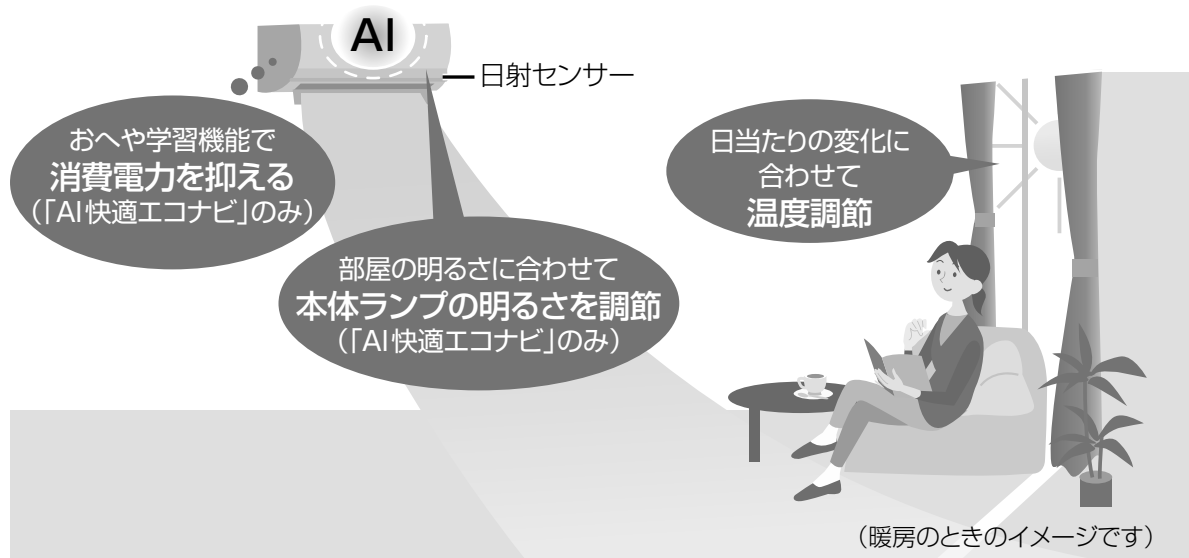 AI
日射センサー
おへや学習機能で
消費電力を抑える
(｢AI快適エコナビ｣のみ)
部屋の明るさに合わせて
本体ランプの明るさを調節
(｢AI快適エコナビ｣のみ)
日当たりの変化に
合わせて
温度調節
(暖房のときのイメージです)